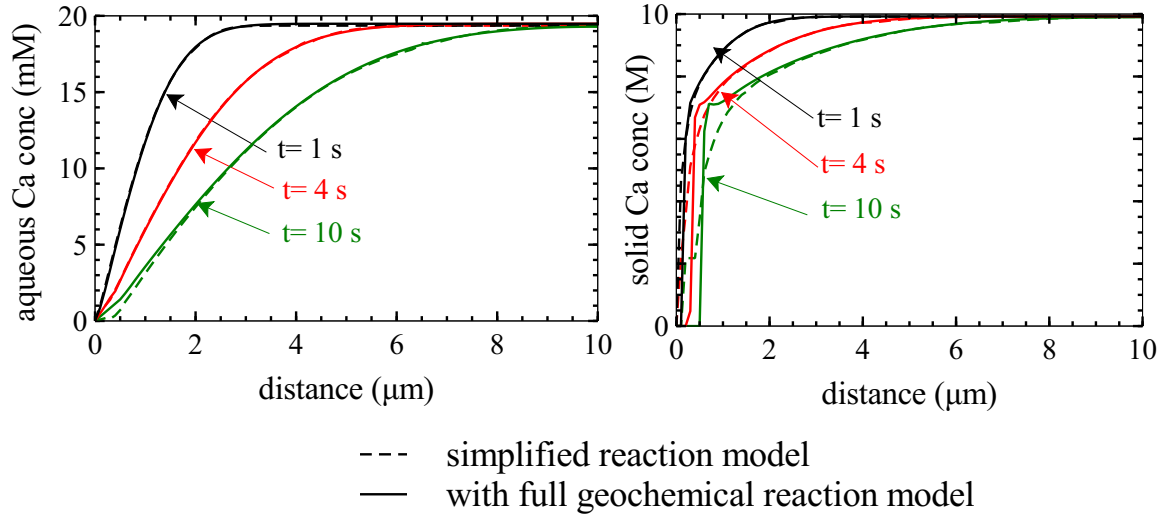 20
15
10
5
0
aqueous Ca conc (mM)
t= 1 s
t= 4 s
t= 10 s
0 2 4 6 8 10
distance (μm)
10
0
solid Ca conc (M)
t= 1 s
t= 4 s
t= 10 s
0 2 4 6 8 10
distance (μm)
simplified reaction model
with full geochemical reaction model